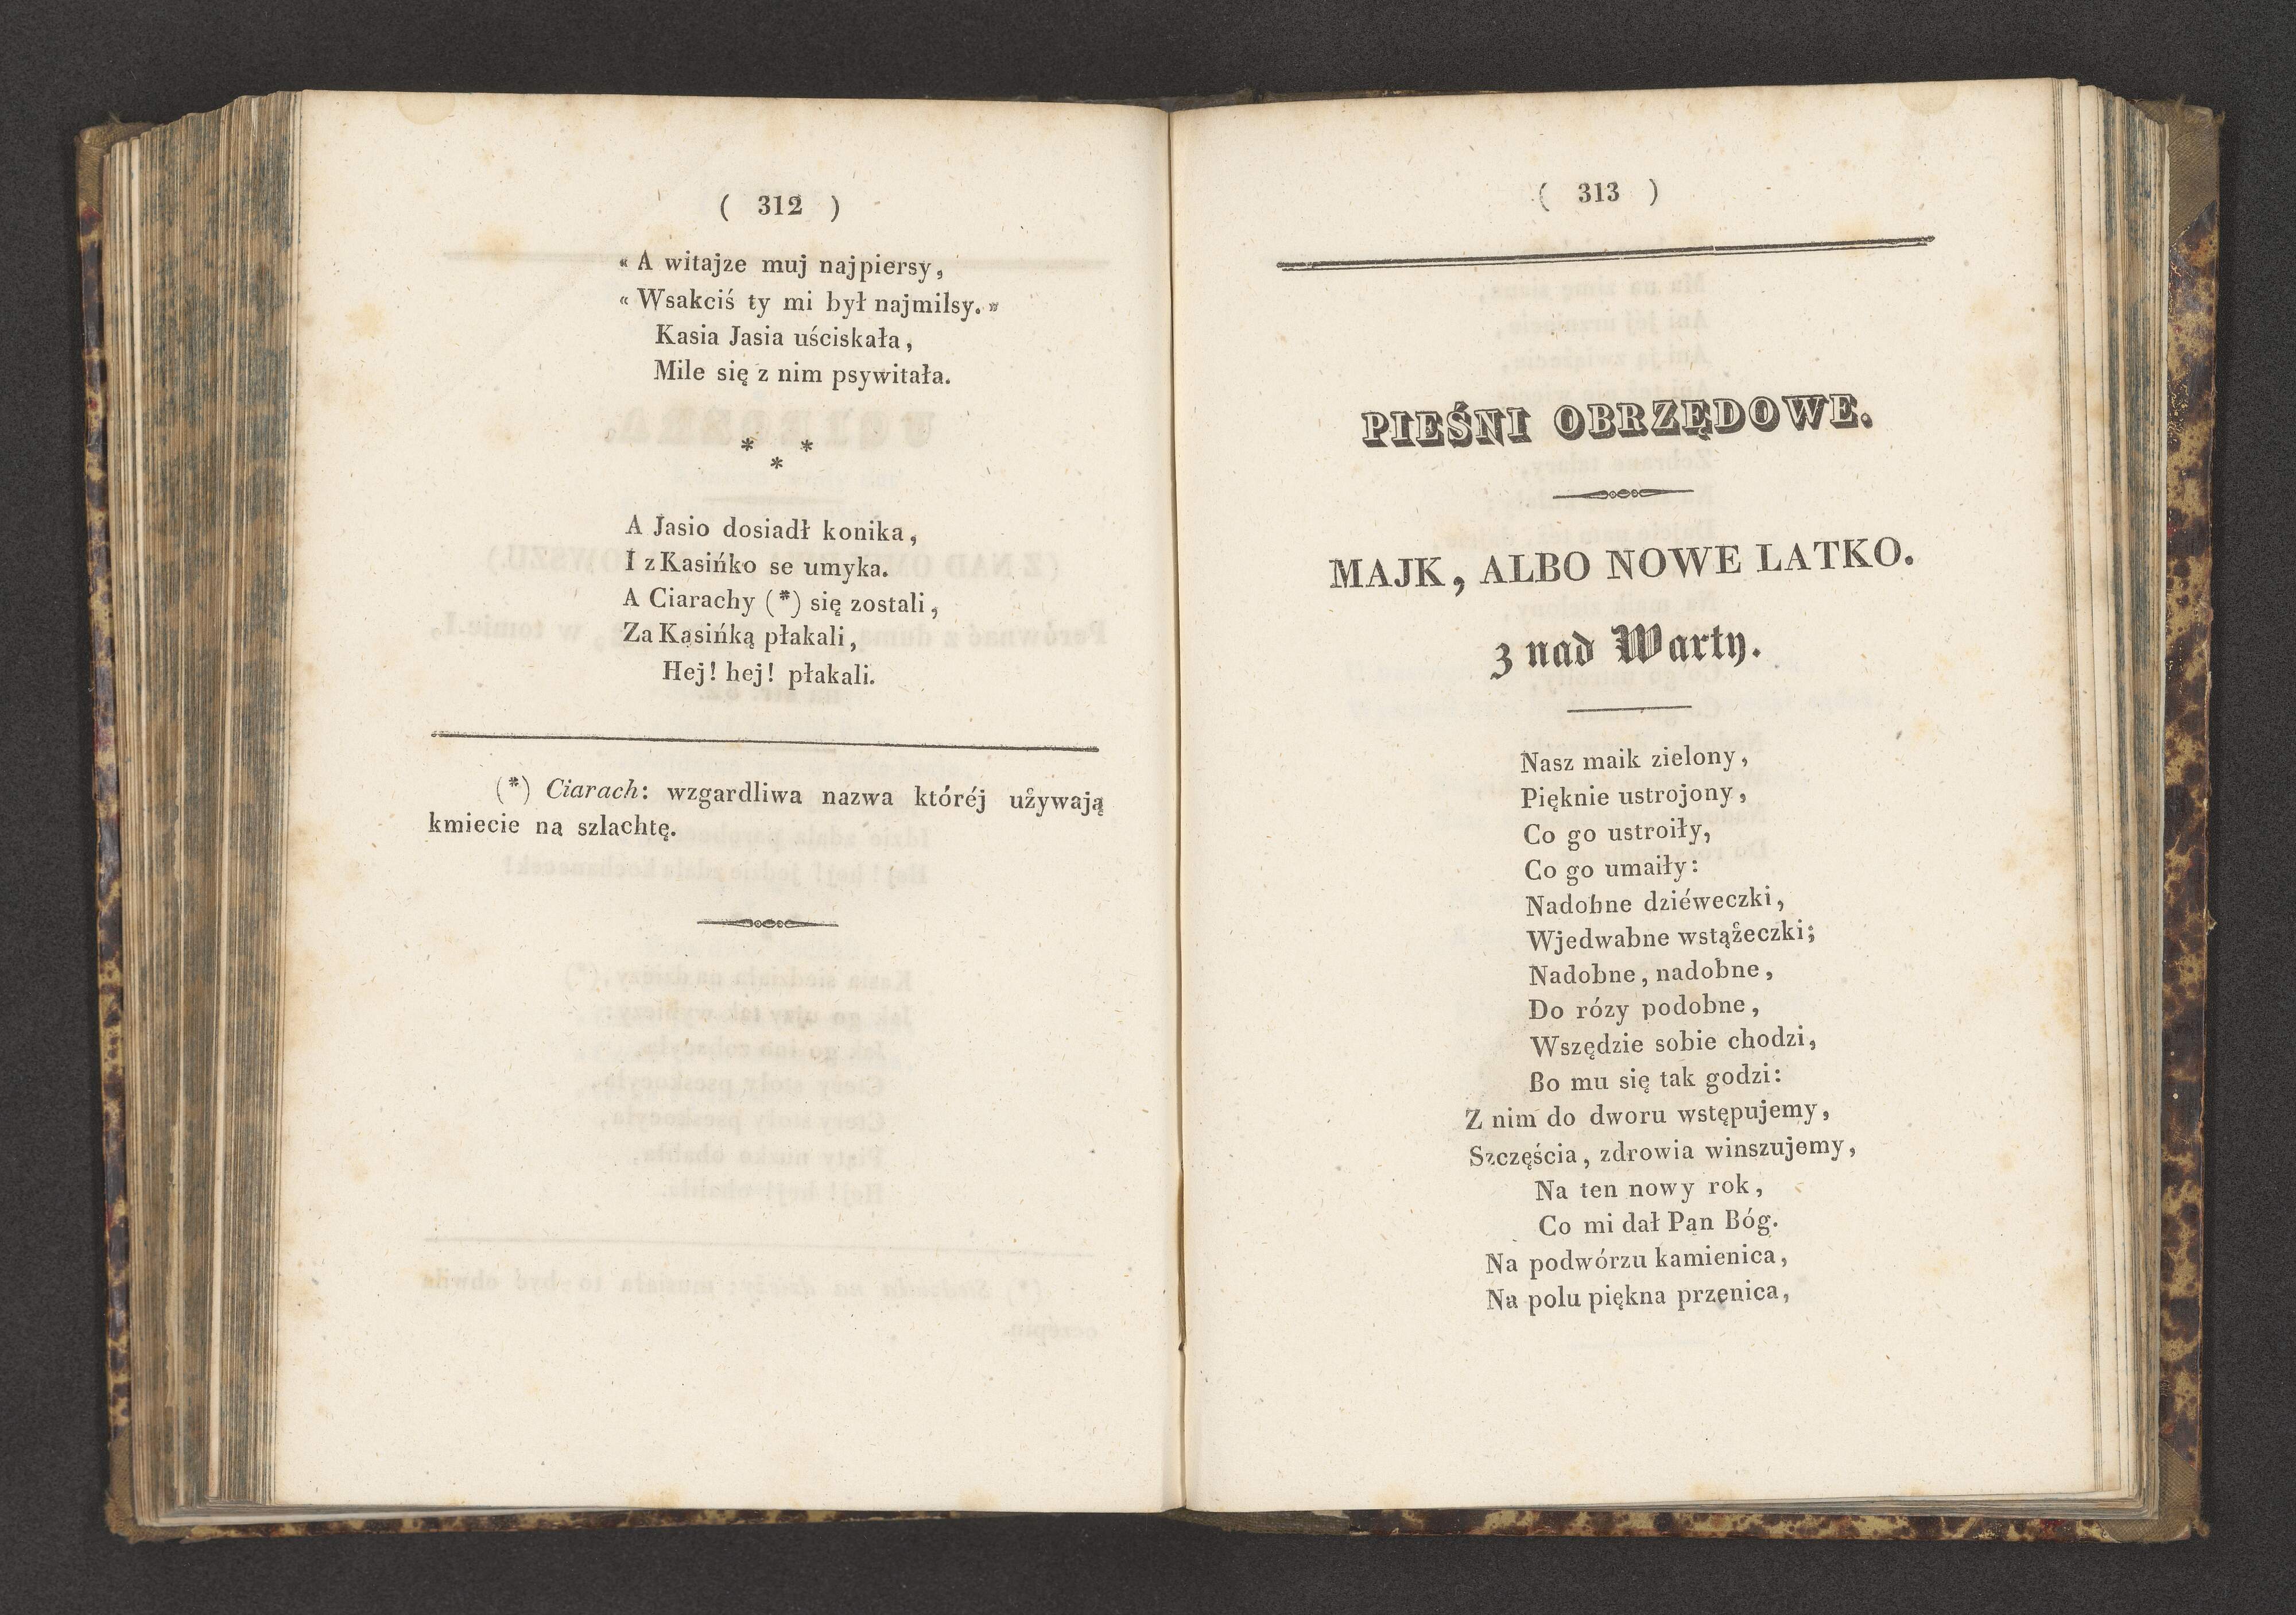 ( 312 )
« A witajze muj najpiersy,
« Wsakciś ty mi był najmilsy. »
Kasia Jasia uściskała,
Mile się z nim psywitała.
* *
*
A Jasio dosiadł konika,
I z Kasińko se umyka.
A Ciarachy (*) się zostali,
Za Kasińką płakali,
Hej! hej! płakali.
(*) Ciarach: wzgardliwa nazwa któréj używają
kmiecie na szlachtę.
( 313 )
PIEŚNI OBRZĘDOWE.
MAJK, ALBO NOWE LATKO.
z nad Warty.
Nasz maik zielony,
Pięknie ustrojony,
Co go ustroiły,
Co go umaiły:
Nadobne dziéweczki,
Wjedwabne wstążeczki;
Nadobne, nadobne,
Do rózy podobne,
Wszędzie sobie chodzi,
Bo mu się tak godzi:
Z nim do dworu wstępujemy,
Szczęścia, zdrowia winszujemy,
Na ten nowy rok,
Co mi dał Pan Bóg.
Na podwórzu kamienica,
Na polu piękna przenica,